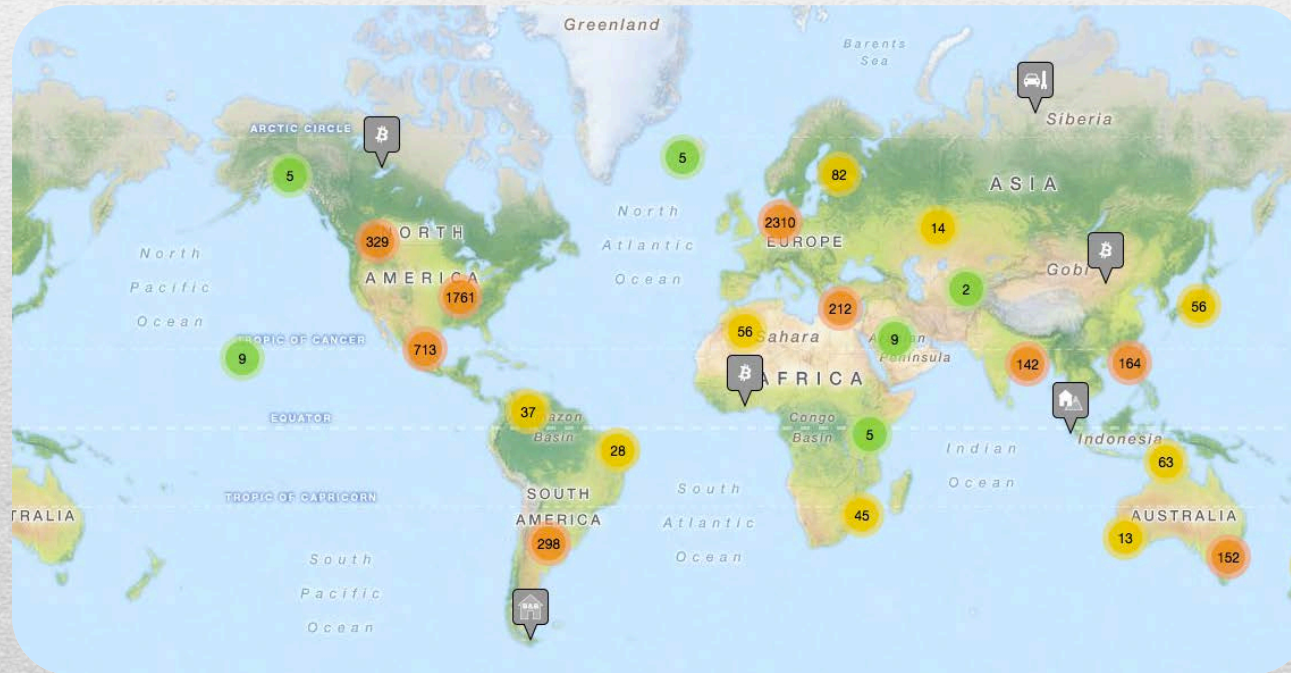 Greenland
Barents
Sea
ARCTIC CIRCLE
Siberia
5
5
82
ASIA
North
Atlantic
Ocean
2310
EUROPE
14
329
NORTH
AMERICA
North
Pacific
Ocean
Gobi
1761
2
212
56
56
Sahara
9
Peninsula
TROPIC OF CANCER
9
713
142
164
AFRICA
37
Basin
EQUATOR
Congo
Basin
5
28
Indonesia
Indian
Ocean
63
SOUTH
AMERICA
TROPIC OF CAPRICORN
South
Atlantic
Ocean
45
TRALIA
AUSTRALIA
13
298
152
South
Pacific
Ocean
B&B